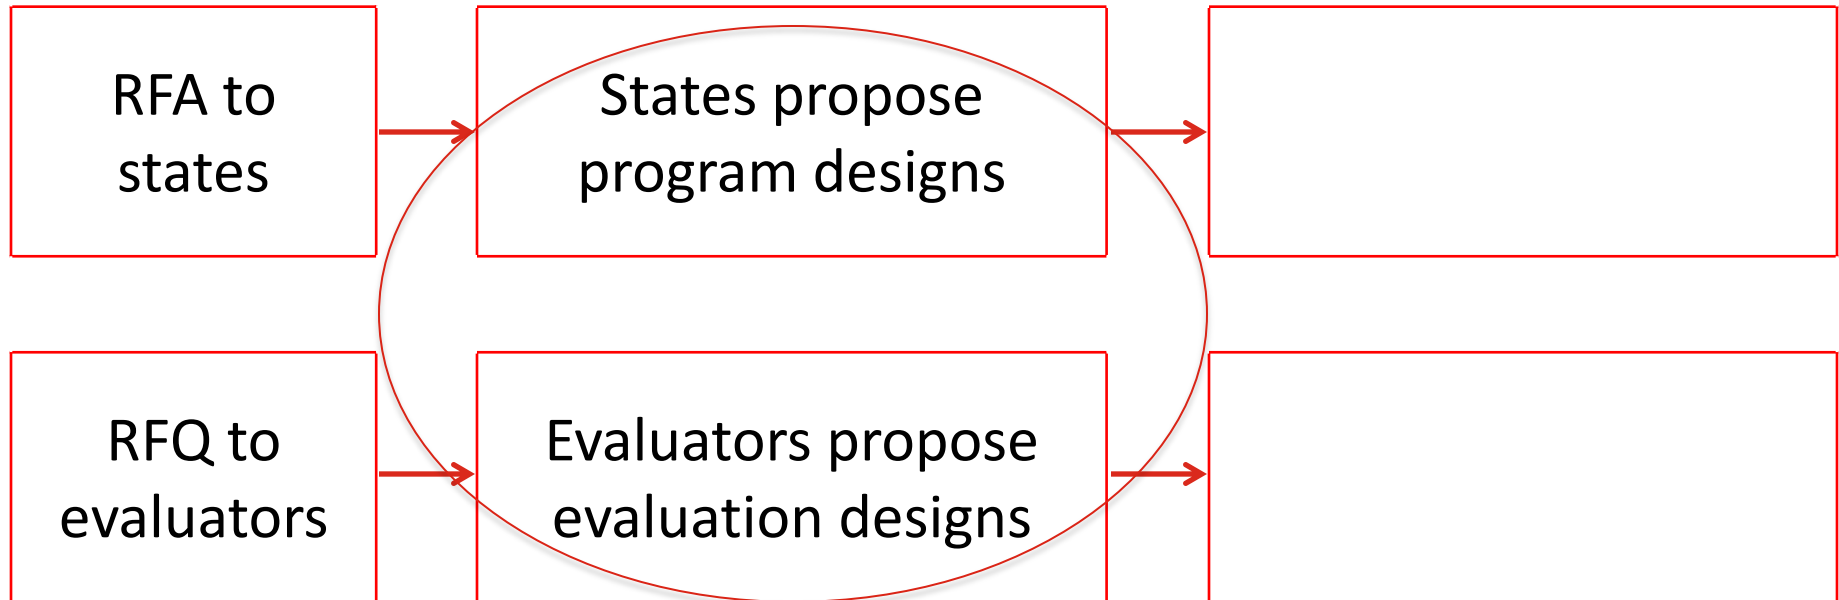 RFA to
states
States propose
program designs
RFQ to
evaluators
Evaluators propose
evaluation designs